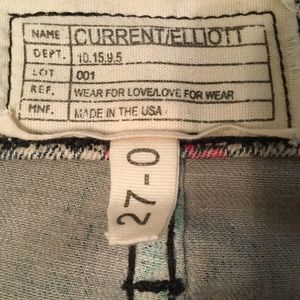 NAME CURRENT/ELLIOTT
DEPT. 10.15.9.5
LOT 001
REF. WEAR FOR LOVE/LOVE FOR WEAR
MNF. MADE IN THE USA
27-0